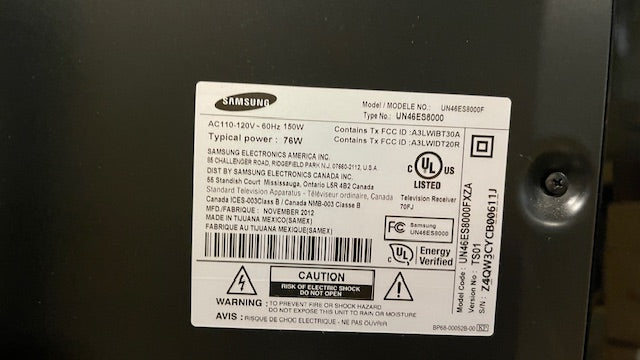 SAMSUNG
Model / MODELE NO.: UN46ES8000F
Type No.: UN46ES8000
AC110-120V~60Hz 150W
Typical power : 76W
Contains Tx FCC ID : A3LWIBT30A
Contains Tx FCC ID : A3LWIDT20R
SAMSUNG ELECTRONICS AMERICA INC.
85 CHALLENGER ROAD, RIDGEFIELD PARK N.J. 07660-2112, U.S.A
DIST BY SAMSUNG ELECTRONICS CANADA INC.
55 Standish Court Mississauga, Ontario L5R 4B2 Canada
Standard Television Apparatus - Téléviseur ordinaire, Canada
Canada ICES-003Class B / Canada NMB-003 Classe B
MFD/FABRIQUE : NOVEMBER 2012
MADE IN TIJUANA MEXICO(SAMEX)
FABRIQUE AU TIJUANA MEXIQUE(SAMEX)
C UL US
LISTED
Television Receiver
70FJ
FC Samsung
UN46ES8000
C UL Energy
Verified
CAUTION
RISK OF ELECTRIC SHOCK
DO NOT OPEN
WARNING : TO PREVENT FIRE OR SHOCK HAZARD
DO NOT EXPOSE THIS UNIT TO RAIN OR MOISTURE
AVIS : RISQUE DE CHOC ELECTRIQUE - NE PAS OUVRIR
BP68-00052B-00 KP
Model Code : UN46ES8000FXZA
Version No : TS01
S/N : Z4QW3CYCB00611J